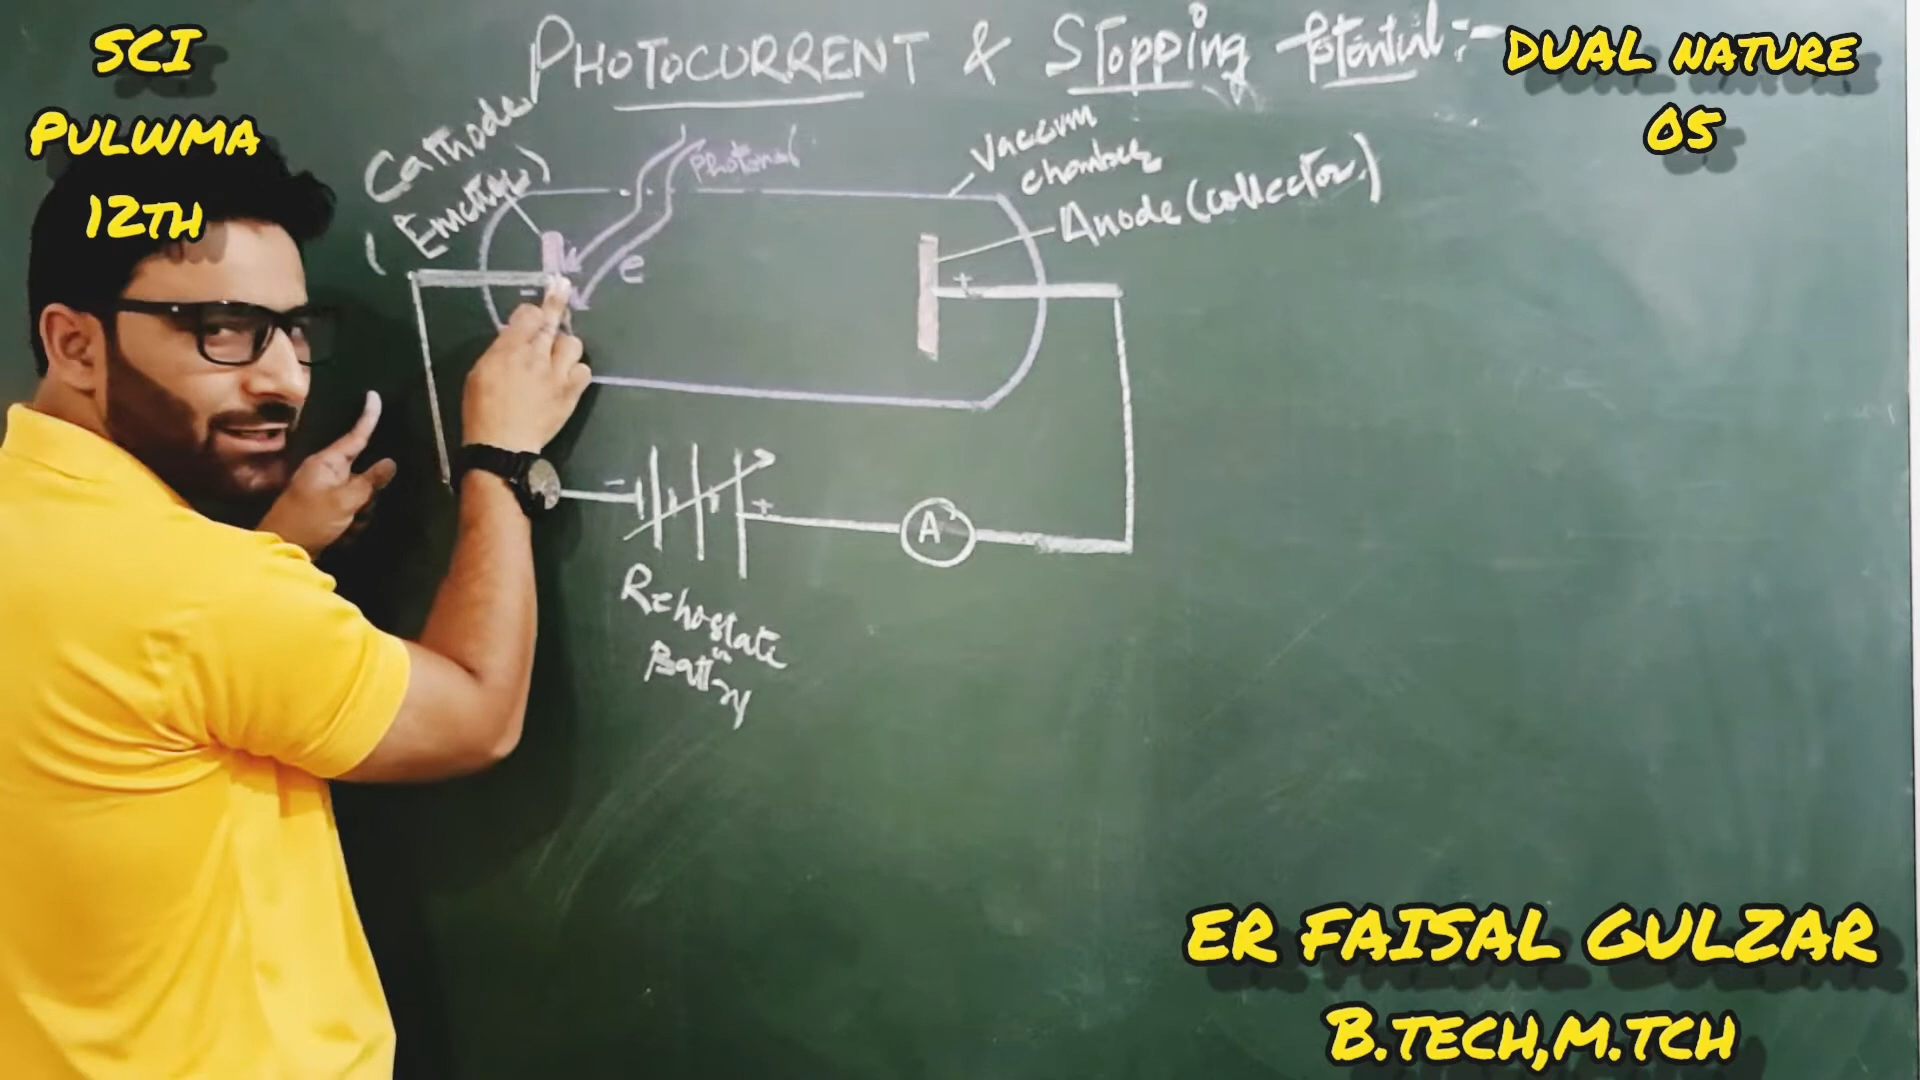 SCI
PULWMA
12TH
DUAL NATURE
05
PHOTOCURRENT & Stopping Potential :-
Cathode
(Emitter)
Photons
Vaccum
chamber
Anode (collector)
e
-
+
-
+
A
Rehostate
Battery
ER FAISAL GULZAR
B.TECH,M.TCH